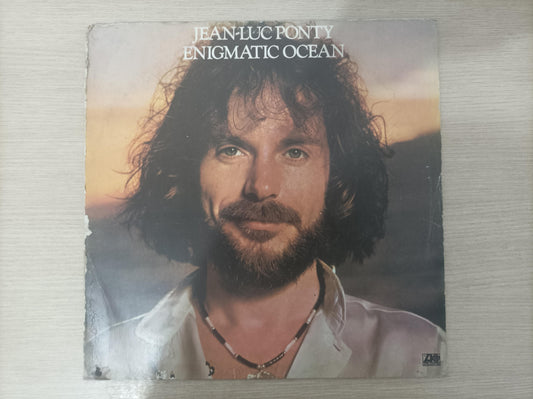 JEAN-LUC PONTY
ENIGMATIC OCEAN